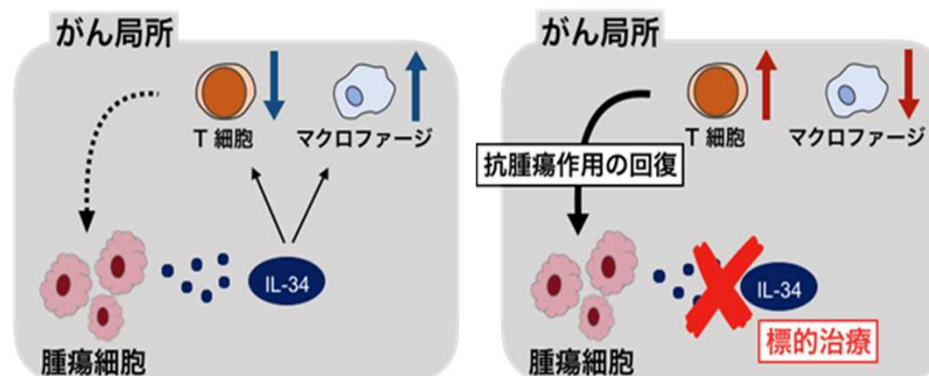 がん局所
T 細胞
マクロファージ
IL-34
腫瘍細胞
がん局所
T 細胞
マクロファージ
抗腫瘍作用の回復
IL-34
標的治療
腫瘍細胞